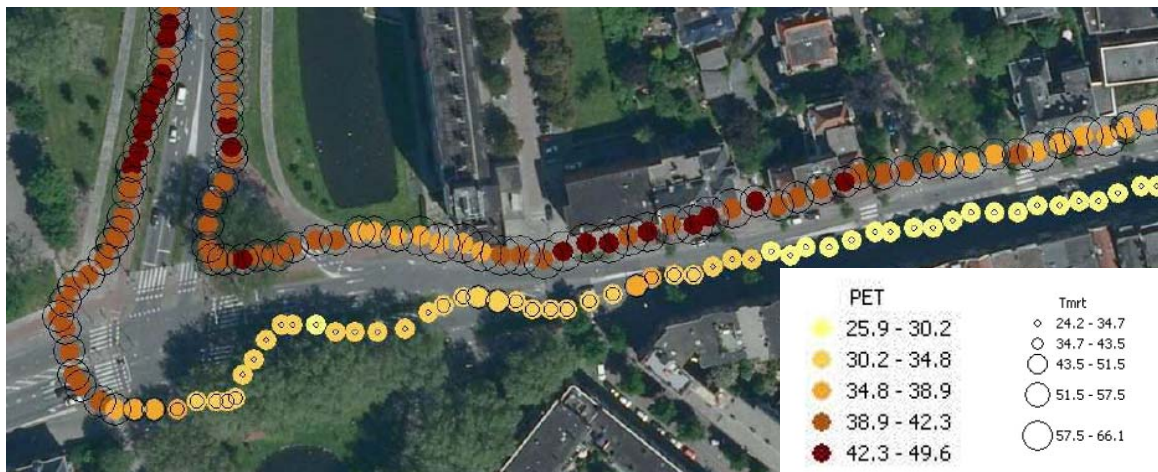 PET
25.9 - 30.2
30.2 - 34.8
34.8 - 38.9
38.9 - 42.3
42.3 - 49.6
Tmrt
24.2 - 34.7
34.7 - 43.5
43.5 - 51.5
51.5 - 57.5
57.5 - 66.1